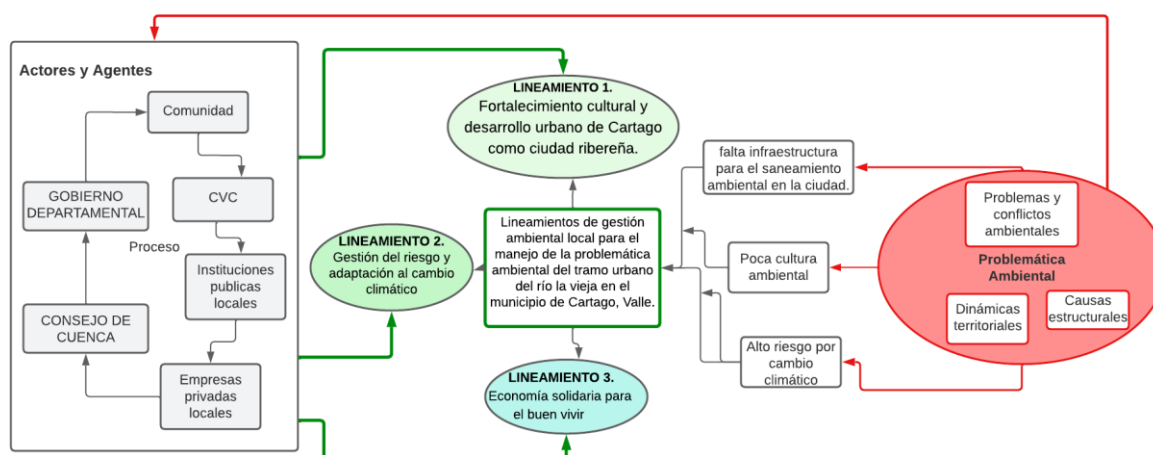 Actores y Agentes
Comunidad
GOBIERNO
DEPARTAMENTAL
CVC
Proceso
Instituciones
publicas
locales
CONSEJO DE
CUENCA
Empresas
privadas
locales
LINEAMIENTO 1.
Fortalecimiento cultural y
desarrollo urbano de Cartago
como ciudad ribereña.
LINEAMIENTO 2.
Gestión del riesgo y
adaptación al cambio
climático
Lineamientos de gestión
ambiental local para el
manejo de la problemática
ambiental del tramo urbano
del río la vieja en el
municipio de Cartago, Valle.
LINEAMIENTO 3.
Economía solidaria para
el buen vivir
falta infraestructura
para el saneamiento
ambiental en la ciudad.
Poca cultura
ambiental
Alto riesgo por
cambio
climático
Problemas y
conflictos
ambientales
Problemática
Ambiental
Dinámicas
territoriales
Causas
estructurales